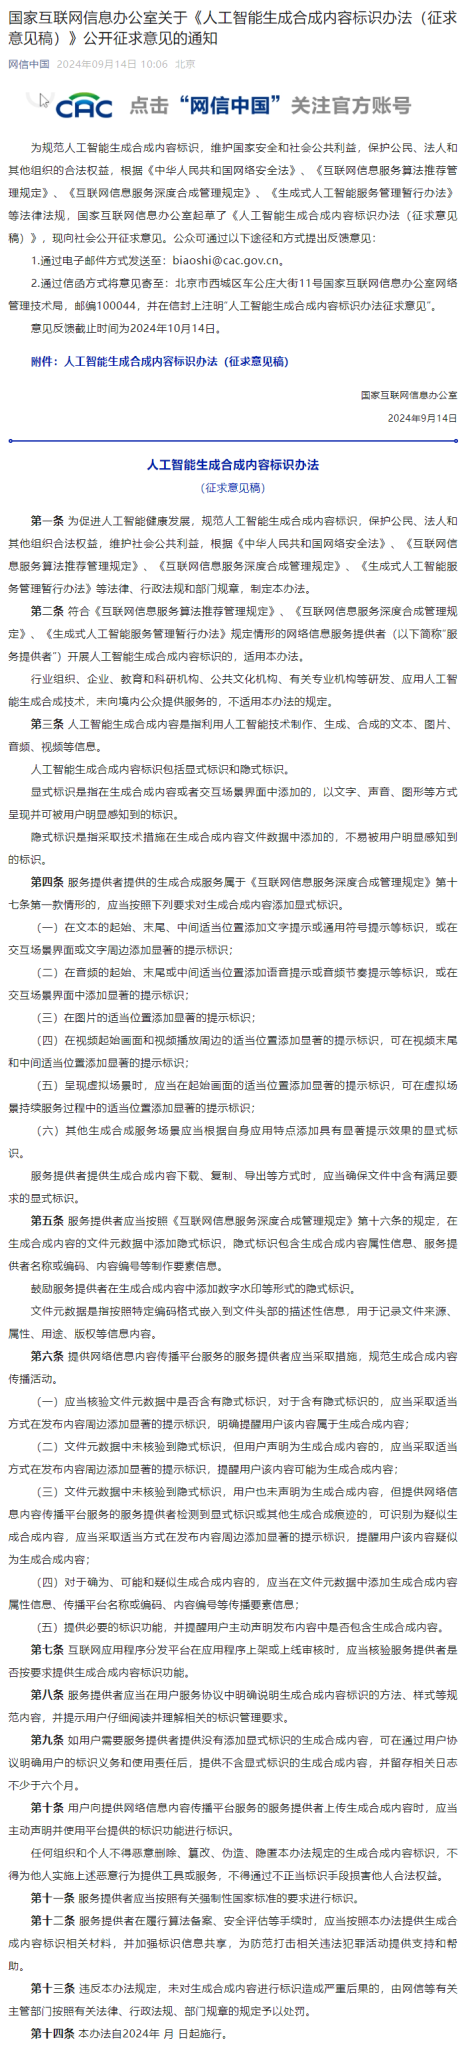 国家互联网信息办公室关于《人工智能生成合成内容标识办法（征求
意见稿）》公开征求意见的通知
网信中国 2024年09月14日 10:06 北京
CAC 点击“网信中国”关注官方账号
为规范人工智能生成合成内容标识，维护国家安全和社会公共利益，保护公民、法人和
其他组织的合法权益，根据《中华人民共和国网络安全法》、《互联网信息服务算法推荐管
理规定》、《互联网信息服务深度合成管理规定》、《生成式人工智能服务管理暂行办法》
等法律法规，国家互联网信息办公室起草了《人工智能生成合成内容标识办法（征求意见
稿）》，现向社会公开征求意见。公众可通过以下途径和方式提出反馈意见：
1.通过电子邮件方式发送至：biaoshi@cac.gov.cn。
2.通过信函方式将意见寄至：北京市西城区车公庄大街11号国家互联网信息办公室网络
管理技术局，邮编100044，并在信封上注明“人工智能生成合成内容标识办法征求意见”。
意见反馈截止时间为2024年10月14日。
附件：人工智能生成合成内容标识办法（征求意见稿）
国家互联网信息办公室
2024年9月14日
人工智能生成合成内容标识办法
（征求意见稿）
第一条 为促进人工智能健康发展，规范人工智能生成合成内容标识，保护公民、法人和
其他组织合法权益，维护社会公共利益，根据《中华人民共和国网络安全法》、《互联网信
息服务算法推荐管理规定》、《互联网信息服务深度合成管理规定》、《生成式人工智能服
务管理暂行办法》等法律、行政法规和部门规章，制定本办法。
第二条 符合《互联网信息服务算法推荐管理规定》、《互联网信息服务深度合成管理规
定》、《生成式人工智能服务管理暂行办法》规定情形的网络信息服务提供者（以下简称“服
务提供者”）开展人工智能生成合成内容标识的，适用本办法。
行业组织、企业、教育和科研机构、公共文化机构、有关专业机构等研发、应用人工智
能生成合成技术，未向境内公众提供服务的，不适用本办法的规定。
第三条 人工智能生成合成内容是指利用人工智能技术制作、生成、合成的文本、图片、
音频、视频等信息。
人工智能生成合成内容标识包括显式标识和隐式标识。
显式标识是指在生成合成内容或者交互场景界面中添加的，以文字、声音、图形等方式
呈现并可被用户明显感知到的标识。
隐式标识是指采取技术措施在生成合成内容文件数据中添加的，不易被用户明显感知到
的标识。
第四条 服务提供者提供的生成合成服务属于《互联网信息服务深度合成管理规定》第十
七条第一款情形的，应当按照下列要求对生成合成内容添加显式标识。
（一）在文本的起始、末尾、中间适当位置添加文字提示或通用符号提示等标识，或在
交互场景界面或文字周边添加显著的提示标识；
（二）在音频的起始、末尾或中间适当位置添加语音提示或音频节奏提示等标识，或在
交互场景界面中添加显著的提示标识；
（三）在图片的适当位置添加显著的提示标识；
（四）在视频起始画面和视频播放周边的适当位置添加显著的提示标识，可在视频末尾
和中间适当位置添加显著的提示标识；
（五）呈现虚拟场景时，应当在起始画面的适当位置添加显著的提示标识，可在虚拟场
景持续服务过程中的适当位置添加显著的提示标识；
（六）其他生成合成服务场景应当根据自身应用特点添加具有显著提示效果的显式标
识。
服务提供者提供生成合成内容下载、复制、导出等方式时，应当确保文件中含有满足要
求的显式标识。
第五条 服务提供者应当按照《互联网信息服务深度合成管理规定》第十六条的规定，在
生成合成内容的文件元数据中添加隐式标识，隐式标识包含生成合成内容属性信息、服务提
供者名称或编码、内容编号等制作要素信息。
鼓励服务提供者在生成合成内容中添加数字水印等形式的隐式标识。
文件元数据是指按照特定编码格式嵌入到文件头部的描述性信息，用于记录文件来源、
属性、用途、版权等信息内容。
第六条 提供网络信息内容传播平台服务的服务提供者应当采取措施，规范生成合成内容
传播活动。
（一）应当核验文件元数据中是否含有隐式标识，对于含有隐式标识的，应当采取适当
方式在发布内容周边添加显著的提示标识，明确提醒用户该内容属于生成合成内容；
（二）文件元数据中未核验到隐式标识，但用户声明为生成合成内容的，应当采取适当
方式在发布内容周边添加显著的提示标识，提醒用户该内容可能为生成合成内容；
（三）文件元数据中未核验到隐式标识，用户也未声明为生成合成内容，但提供网络信
息内容传播平台服务的服务提供者检测到显式标识或其他生成合成痕迹的，可识别为疑似生
成合成内容，应当采取适当方式在发布内容周边添加显著的提示标识，提醒用户该内容疑似
为生成合成内容；
（四）对于确为、可能和疑似生成合成内容的，应当在文件元数据中添加生成合成内容
属性信息、传播平台名称或编码、内容编号等传播要素信息；
（五）提供必要的标识功能，并提醒用户主动声明发布内容中是否包含生成合成内容。
第七条 互联网应用程序分发平台在应用程序上架或上线审核时，应当核验服务提供者是
否按要求提供生成合成内容标识功能。
第八条 服务提供者应当在用户服务协议中明确说明生成合成内容标识的方法、样式等规
范内容，并提示用户仔细阅读并理解相关的标识管理要求。
第九条 如用户需要服务提供者提供没有添加显式标识的生成合成内容，可在通过用户协
议明确用户的标识义务和使用责任后，提供不含显式标识的生成合成内容，并留存相关日志
不少于六个月。
第十条 用户向提供网络信息内容传播平台服务的服务提供者上传生成合成内容时，应当
主动声明并使用平台提供的标识功能进行标识。
任何组织和个人不得恶意删除、篡改、伪造、隐匿本办法规定的生成合成内容标识，不
得为他人实施上述恶意行为提供工具或服务，不得通过不正当标识手段损害他人合法权益。
第十一条 服务提供者应当按照有关强制性国家标准的要求进行标识。
第十二条 服务提供者在履行算法备案、安全评估等手续时，应当按照本办法提供生成合
成内容标识相关材料，并加强标识信息共享，为防范打击相关违法犯罪活动提供支持和帮
助。
第十三条 违反本办法规定，未对生成合成内容进行标识造成严重后果的，由网信等有关
主管部门按照有关法律、行政法规、部门规章的规定予以处罚。
第十四条 本办法自2024年 月 日起施行。